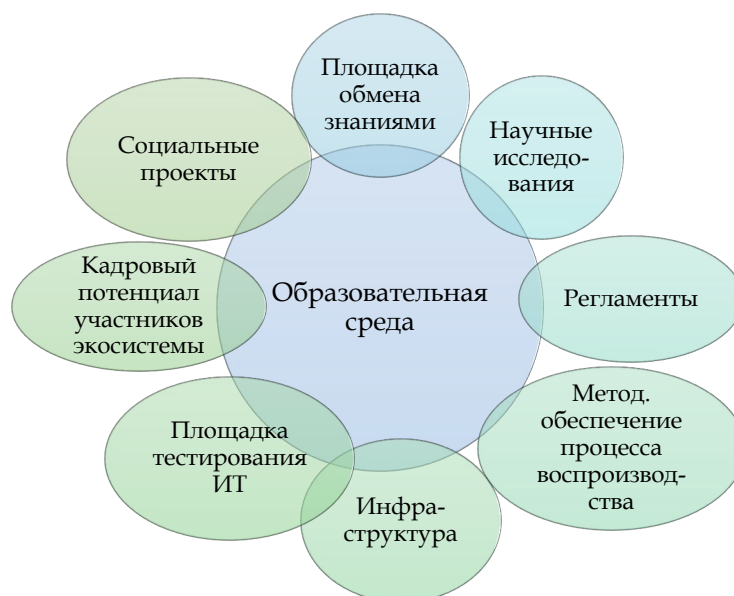 Площадка
обмена
знаниями
Научные
исследо-
вания
Регламенты
Метод.
обеспечение
процесса
воспроизвод-
ства
Инфра-
структура
Площадка
тестирования
ИТ
Кадровый
потенциал
участников
экосистемы
Социальные
проекты
Образовательная
среда